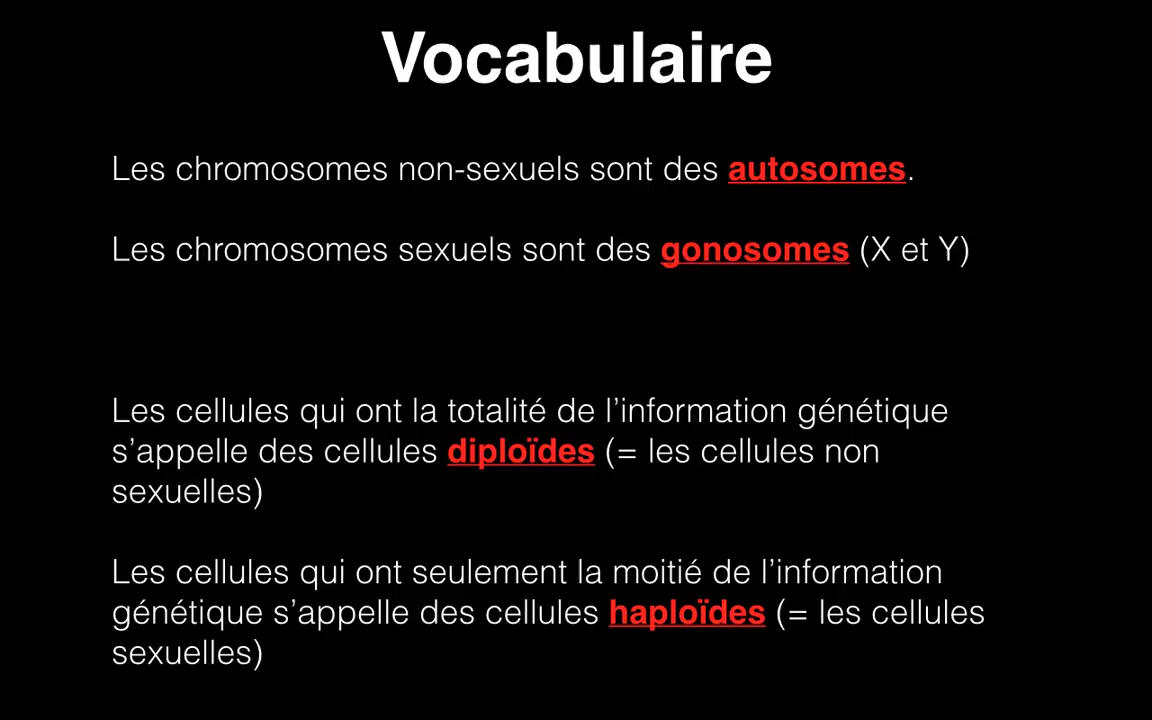 Vocabulaire
Les chromosomes non-sexuels sont des autosomes.
Les chromosomes sexuels sont des gonosomes (X et Y)
Les cellules qui ont la totalité de l’information génétique
s’appelle des cellules diploïdes (= les cellules non
sexuelles)
Les cellules qui ont seulement la moitié de l’information
génétique s’appelle des cellules haploïdes (= les cellules
sexuelles)